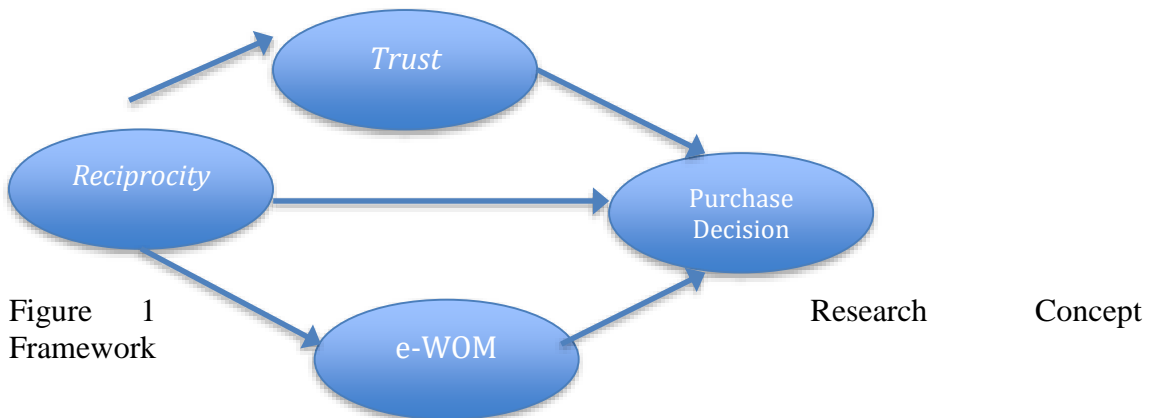 Trust
Reciprocity
Purchase
Decision
Figure 1 Research Concept
Framework
e-WOM